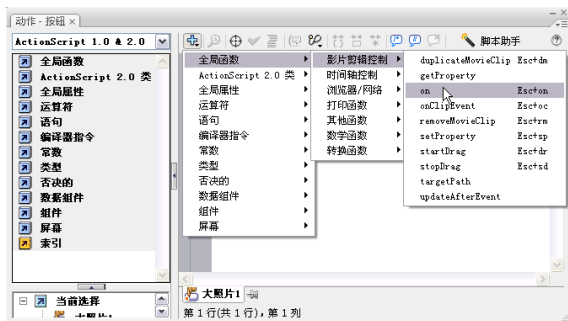 动作 - 按钮 ×
ActionScript 1.0 & 2.0
脚本助手
全局函数
ActionScript 2.0 类
全局属性
运算符
语句
编译器指令
常数
类型
否决的
数据组件
组件
屏幕
索引
全局函数
ActionScript 2.0 类
全局属性
运算符
语句
编译器指令
常数
类型
否决的
数据组件
组件
屏幕
影片剪辑控制
时间轴控制
浏览器/网络
打印函数
其他函数
数学函数
转换函数
duplicateMovieClip Esc+dm
getProperty
on Esc+on
onClipEvent Esc+oc
removeMovieClip Esc+rm
setProperty Esc+sp
startDrag Esc+dr
stopDrag Esc+sd
targetPath
updateAfterEvent
当前选择
大照片1
第 1 行(共 1 行), 第 1 列